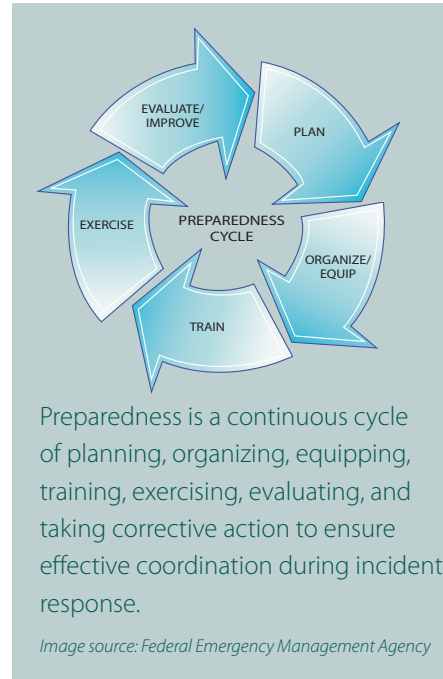 EVALUATE/
IMPROVE
PLAN
EXERCISE
PREPAREDNESS
CYCLE
ORGANIZE/
EQUIP
TRAIN
Preparedness is a continuous cycle
of planning, organizing, equipping,
training, exercising, evaluating, and
taking corrective action to ensure
effective coordination during incident
response.
Image source: Federal Emergency Management Agency